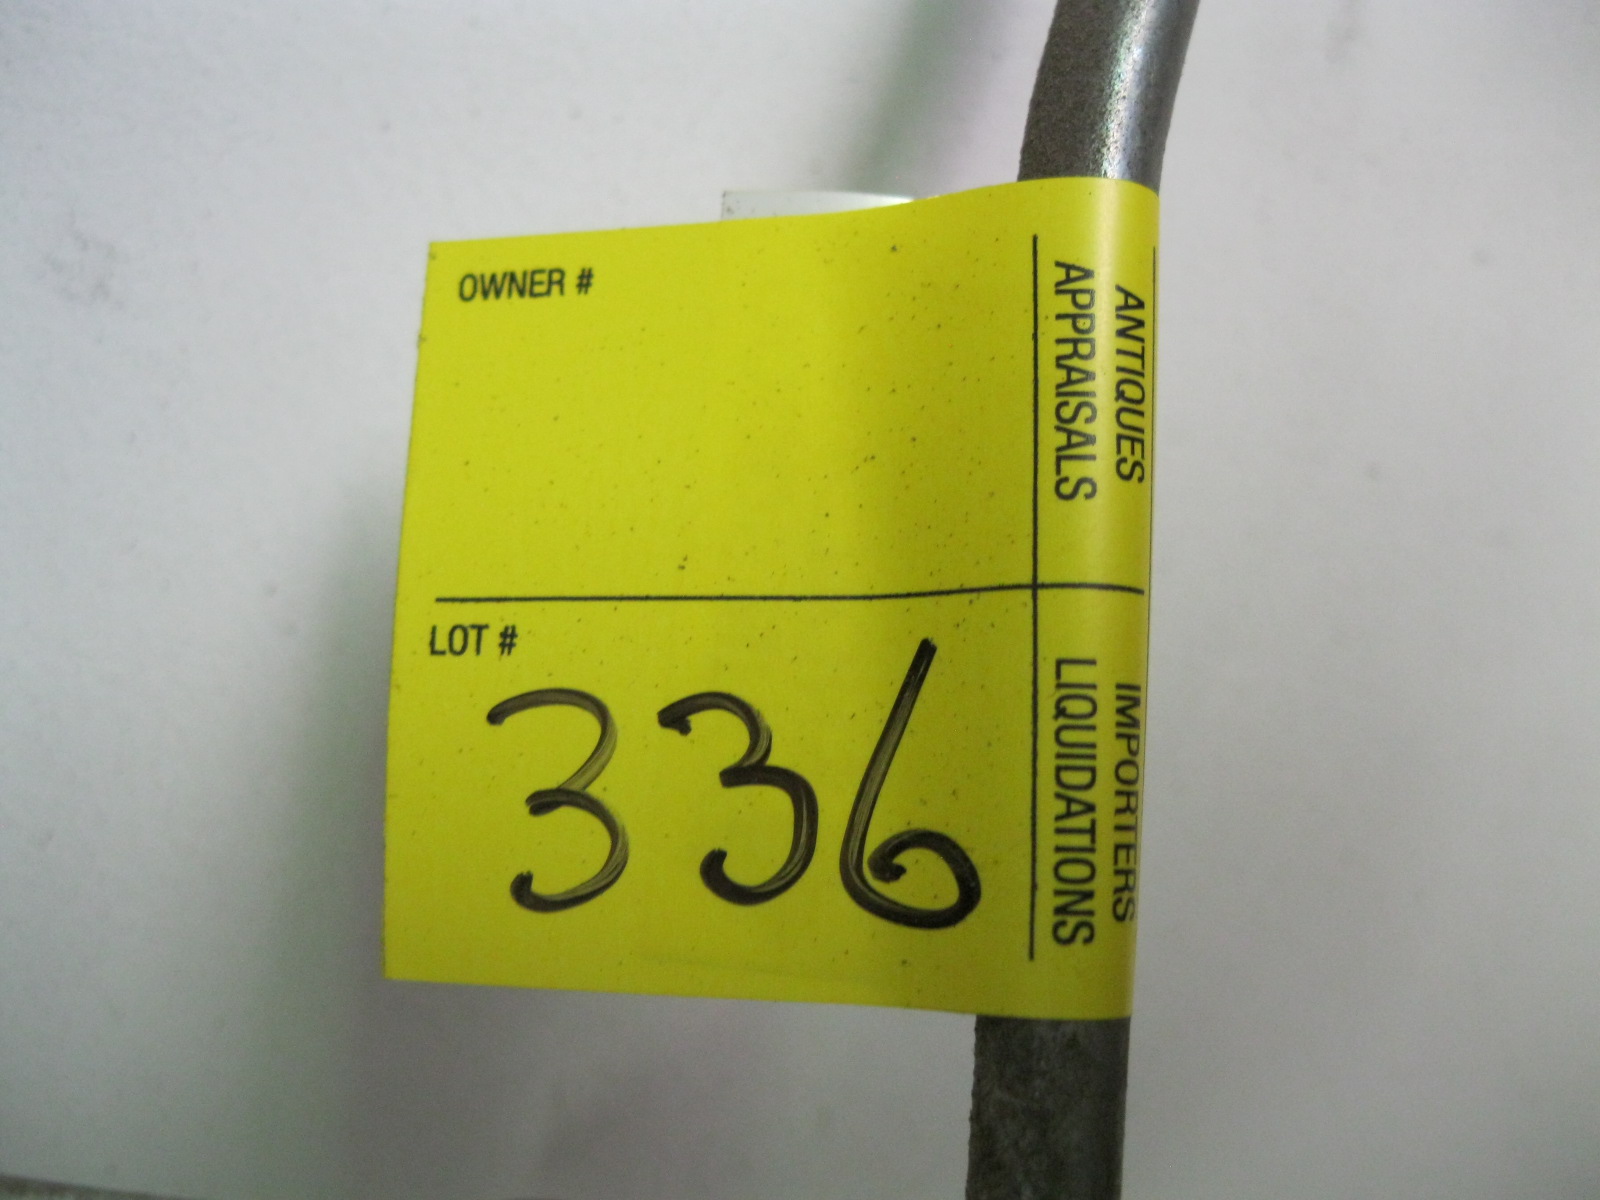 OWNER #
LOT #
336
ANTIQUES
APPRAISALS
IMPORTERS
LIQUIDATIONS